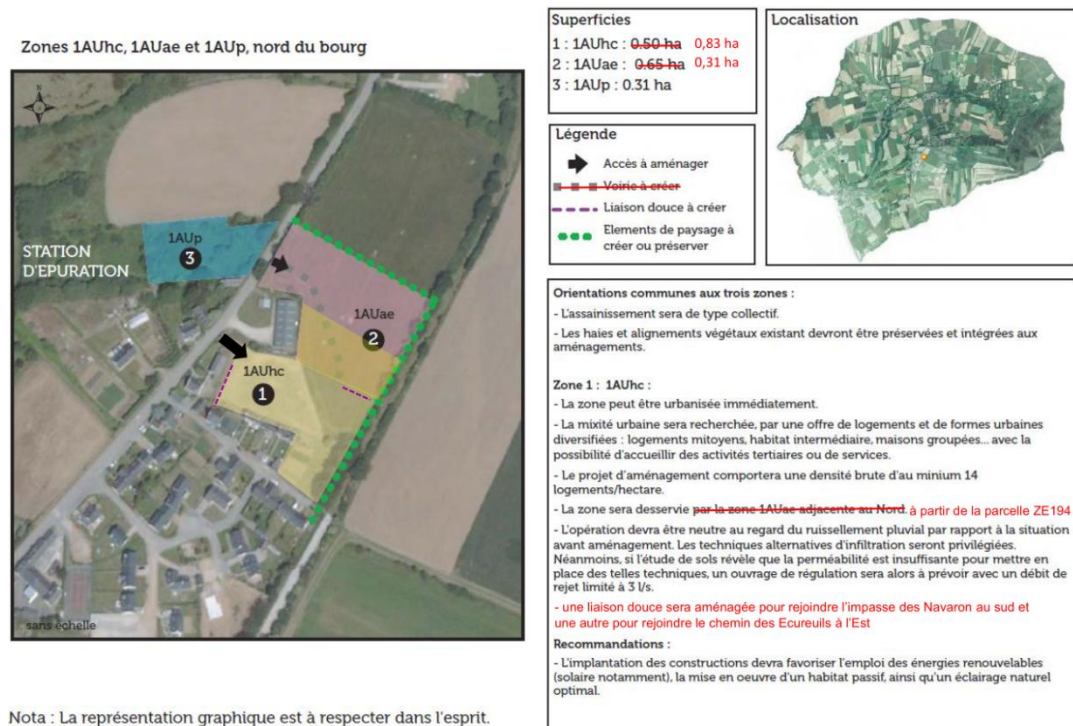 Zones 1AUhc, 1AUae et 1AUp, nord du bourg
N
STATION
D'EPURATION
1AUp
3
1AUae
2
1AUhc
1
sans échelle
Nota : La représentation graphique est à respecter dans l'esprit.
Superficies
1 : 1AUhc : 0.50 ha 0,83 ha
2 : 1AUae : 0.65 ha 0,31 ha
3 : 1AUp : 0.31 ha
Légende
Accès à aménager
Voirie à créer
Liaison douce à créer
Elements de paysage à
créer ou préserver
Localisation
Orientations communes aux trois zones :
- L'assainissement sera de type collectif.
- Les haies et alignements végétaux existant devront être préservées et intégrées aux
aménagements.
Zone 1 : 1AUhc :
- La zone peut être urbanisée immédiatement.
- La mixité urbaine sera recherchée, par une offre de logements et de formes urbaines
diversifiées : logements mitoyens, habitat intermédiaire, maisons groupées... avec la
possibilité d'accueillir des activités tertiaires ou de services.
- Le projet d'aménagement comportera une densité brute d'au minium 14
logements/hectare.
- La zone sera desservie par la zone 1AUae adjacente au Nord. à partir de la parcelle ZE194
- L'opération devra être neutre au regard du ruissellement pluvial par rapport à la situation
avant aménagement. Les techniques alternatives d'infiltration seront privilégiées.
Néanmoins, si l'étude de sols révèle que la perméabilité est insuffisante pour mettre en
place des telles techniques, un ouvrage de régulation sera alors à prévoir avec un débit de
rejet limité à 3 l/s.
- une liaison douce sera aménagée pour rejoindre l'impasse des Navaron au sud et
une autre pour rejoindre le chemin des Ecureuils à l'Est
Recommandations :
- L'implantation des constructions devra favoriser l'emploi des énergies renouvelables
(solaire notamment), la mise en oeuvre d'un habitat passif, ainsi qu'un éclairage naturel
optimal.